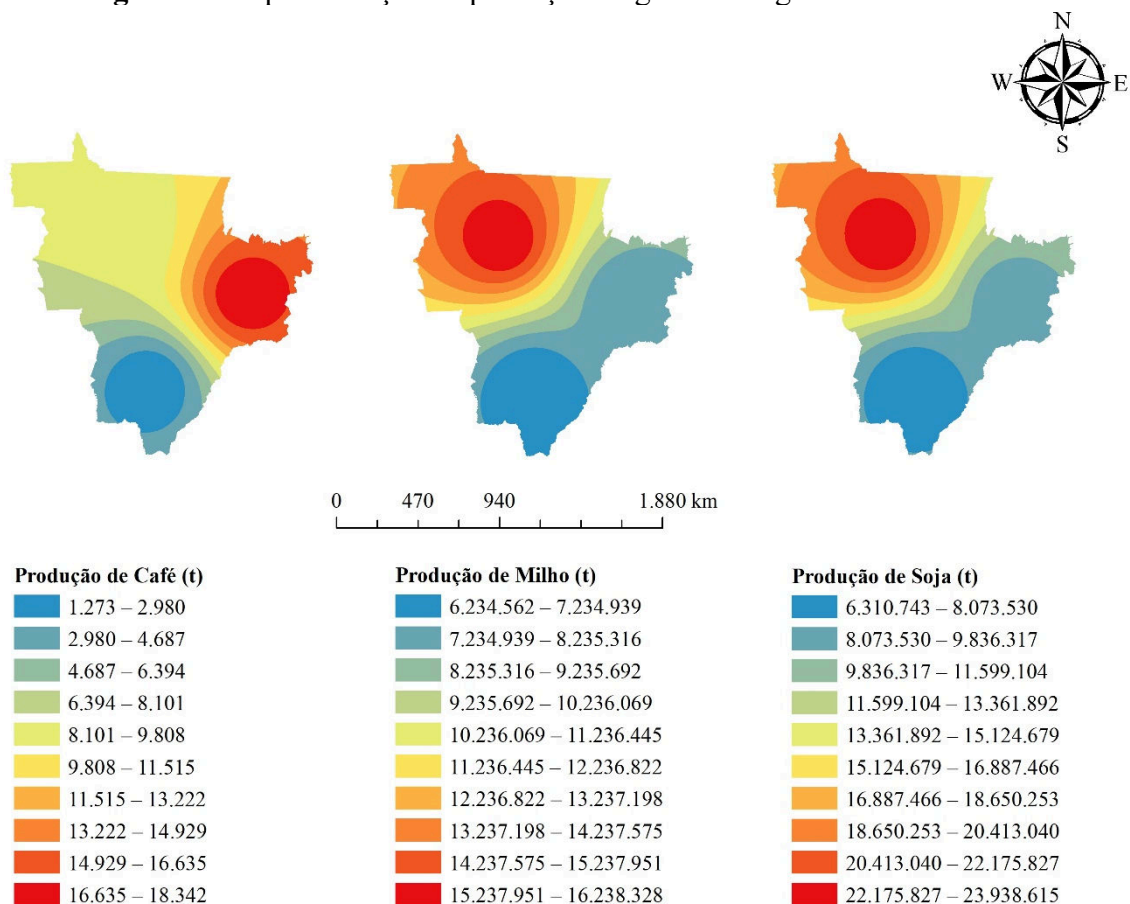 N
W E
S
0 470 940 1.880 km
Produção de Café (t)
1.273 – 2.980
2.980 – 4.687
4.687 – 6.394
6.394 – 8.101
8.101 – 9.808
9.808 – 11.515
11.515 – 13.222
13.222 – 14.929
14.929 – 16.635
16.635 – 18.342
Produção de Milho (t)
6.234.562 – 7.234.939
7.234.939 – 8.235.316
8.235.316 – 9.235.692
9.235.692 – 10.236.069
10.236.069 – 11.236.445
11.236.445 – 12.236.822
12.236.822 – 13.237.198
13.237.198 – 14.237.575
14.237.575 – 15.237.951
15.237.951 – 16.238.328
Produção de Soja (t)
6.310.743 – 8.073.530
8.073.530 – 9.836.317
9.836.317 – 11.599.104
11.599.104 – 13.361.892
13.361.892 – 15.124.679
15.124.679 – 16.887.466
16.887.466 – 18.650.253
18.650.253 – 20.413.040
20.413.040 – 22.175.827
22.175.827 – 23.938.615